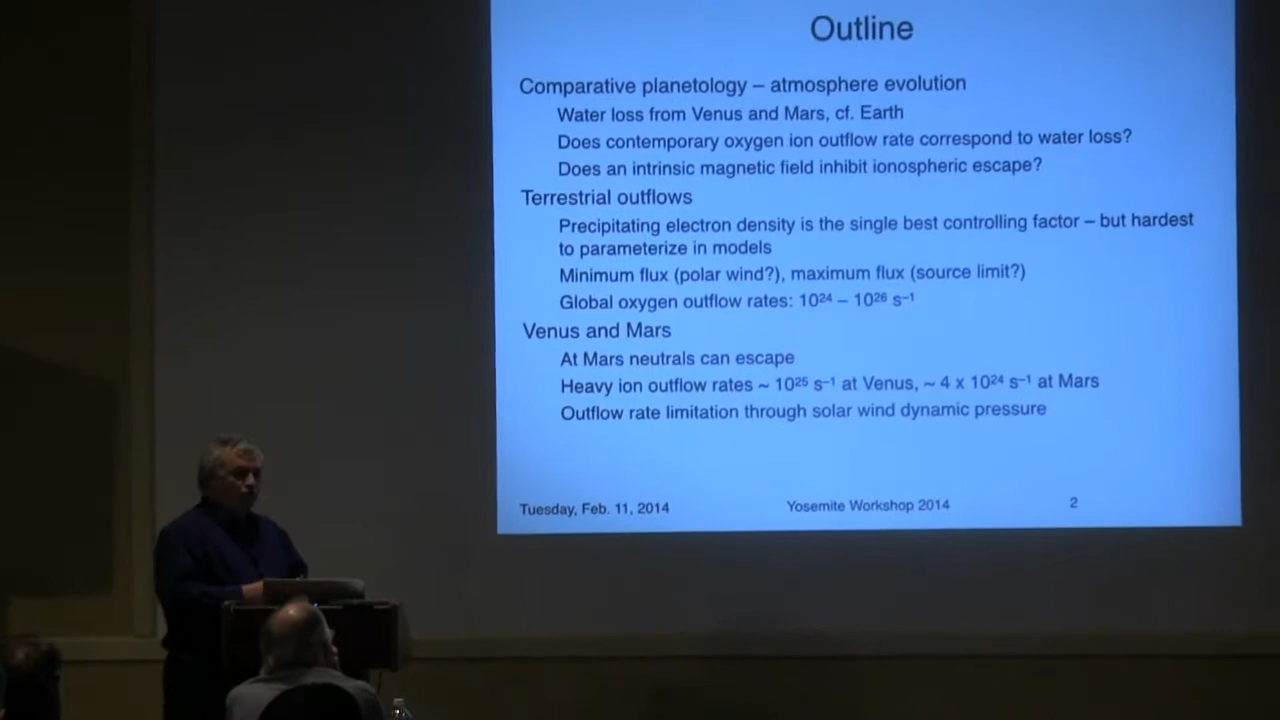 Outline
Comparative planetology – atmosphere evolution
Water loss from Venus and Mars, cf. Earth
Does contemporary oxygen ion outflow rate correspond to water loss?
Does an intrinsic magnetic field inhibit ionospheric escape?
Terrestrial outflows
Precipitating electron density is the single best controlling factor – but hardest
to parameterize in models
Minimum flux (polar wind?), maximum flux (source limit?)
Global oxygen outflow rates: 10²⁴ – 10²⁶ s⁻¹
Venus and Mars
At Mars neutrals can escape
Heavy ion outflow rates ~ 10²⁵ s⁻¹ at Venus, ~ 4 x 10²⁴ s⁻¹ at Mars
Outflow rate limitation through solar wind dynamic pressure
Tuesday, Feb. 11, 2014
Yosemite Workshop 2014
2